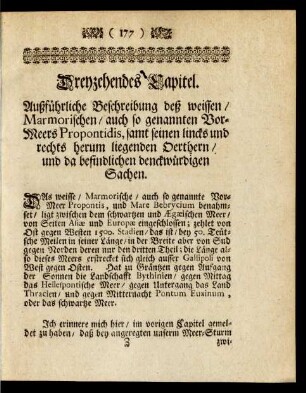 ( 177 )
Dreyzehendes Capitel.
Außführliche Beschreibung deß weissen /
Marmorischen / auch so genannten Vor-
Meers Propontidis, samt seinen lincks und
rechts herum liegenden Oerthern /
und da befindlichen denckwürdigen
Sachen.
DAs weisse / Marmorische / auch so genannte Vor-
Meer Propontis, und Mare Bebrycium benahm-
set / ligt zwischen dem schwartzen und Ægæischen Meer /
von Seiten Asiæ und Europæ eingeschlossen; gehlet von
Ost gegen Westen 1500. Stadien / das ist / bey 50. Teut-
sche Meilen in seiner Länge / in der Breite aber von Sud
gegen Norden deren nur den dritten Theil; die Länge al-
so dieses Meers erstrecket sich gleich ausser Gallipoli von
West gegen Osten. Hat zu Gräntzen gegen Aufgang
der Sonnen die Landschafft Bythinien / gegen Mittag
das Hellespontische Meer / gegen Untergang das Land
Thracien / und gegen Mitternacht Pontum Euxinum,
oder das schwartze Meer.
Ich erinnere mich hier / im vorigen Capitel gemel-
det zu haben / daß bey angeregten unserm Meer-Sturm
Z zwi-